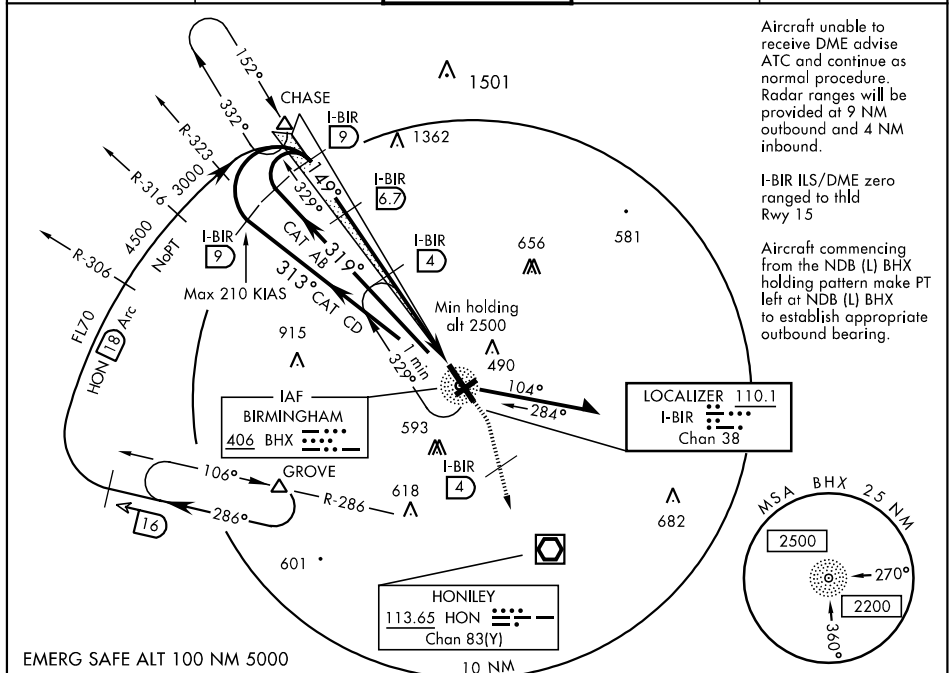 Aircraft unable to
receive DME advise
ATC and continue as
normal procedure.
Radar ranges will be
provided at 9 NM
outbound and 4 NM
inbound.
I-BIR ILS/DME zero
ranged to thld
Rwy 15
Aircraft commencing
from the NDB (L) BHX
holding pattern make PT
left at NDB (L) BHX
to establish appropriate
outbound bearing.
152°
332°
CHASE
1501
I-BIR
9
1362
R-323
R-316
R-306
3000
4500
NoPT
FL70
HON 18 Arc
149°
329°
I-BIR
6.7
I-BIR
9
I-BIR
4
CAT AB
319°
313° CAT CD
Max 210 KIAS
656
581
Min holding
alt 2500
915
1 min
329°
490
104°
284°
IAF
BIRMINGHAM
406 BHX
LOCALIZER 110.1
I-BIR
Chan 38
593
I-BIR
4
GROVE
106°
R-286
286°
16
618
682
601
HONILEY
113.65 HON
Chan 83(Y)
10 NM
MSA BHX 25 NM
2500
270°
2200
360°
EMERG SAFE ALT 100 NM 5000